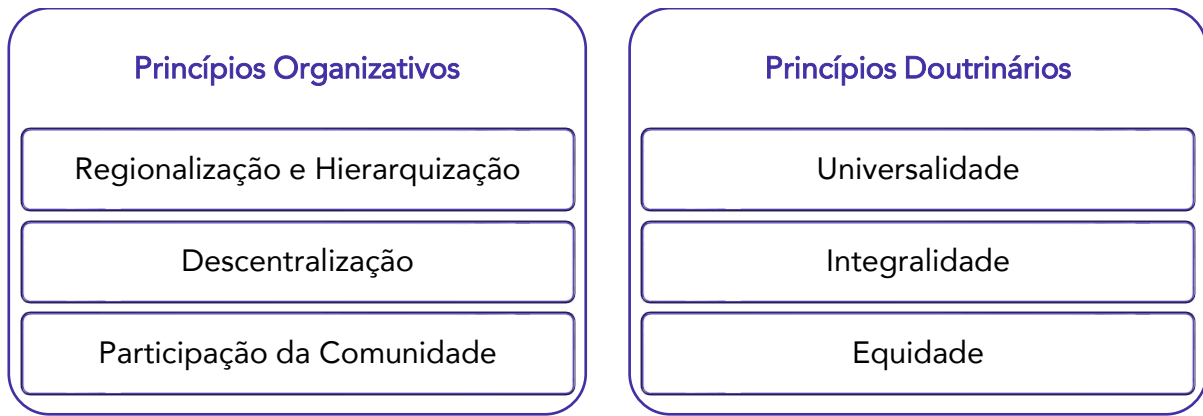 Princípios Organizativos
Regionalização e Hierarquização
Descentralização
Participação da Comunidade
Princípios Doutrinários
Universalidade
Integralidade
Equidade